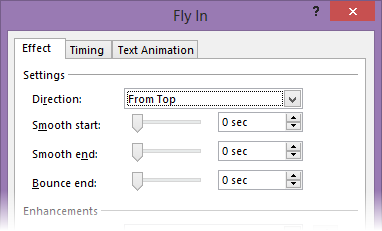 Fly In
?
Effect Timing Text Animation
Settings
Direction: From Top
Smooth start: 0 sec
Smooth end: 0 sec
Bounce end: 0 sec
Enhancements